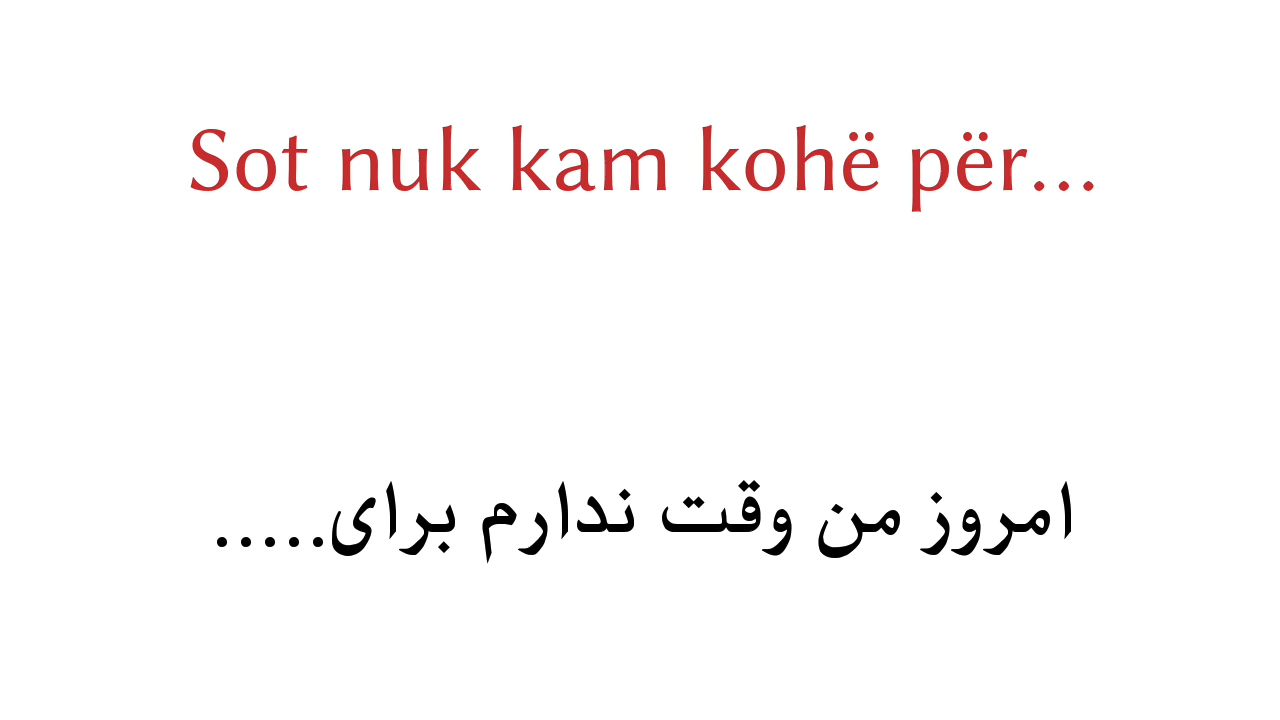 Sot nuk kam kohë për...
امروز من وقت ندارم برای.....